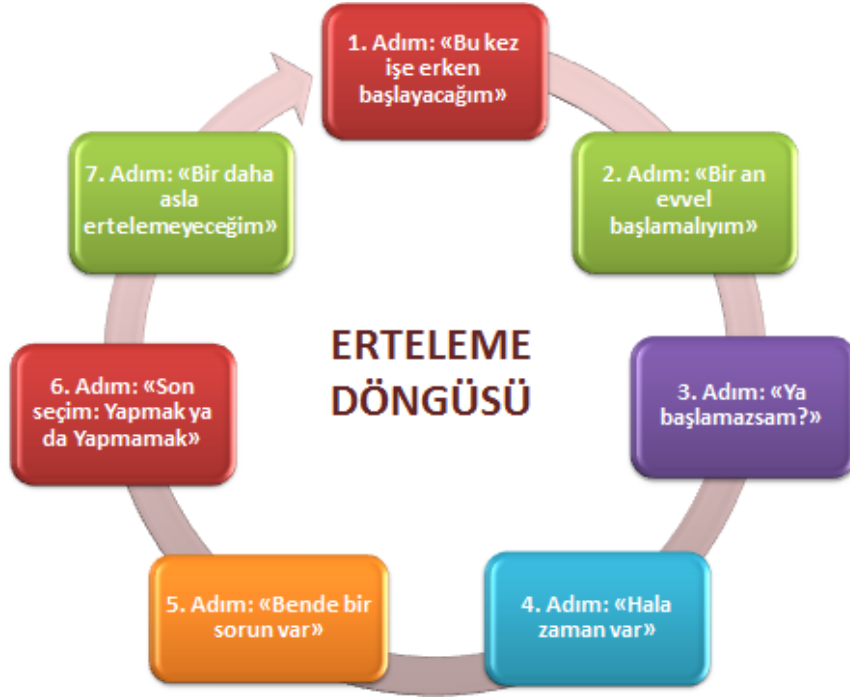 1. Adım: «Bu kez
işe erken
başlayacağım»
2. Adım: «Bir an
evvel
başlamalıyım»
3. Adım: «Ya
başlamazsam?»
4. Adım: «Hala
zaman var»
5. Adım: «Bende bir
sorun var»
6. Adım: «Son
seçim: Yapmak ya
da Yapmamak»
7. Adım: «Bir daha
asla
ertelemeyeceğim»
ERTELEME
DÖNGÜSÜ